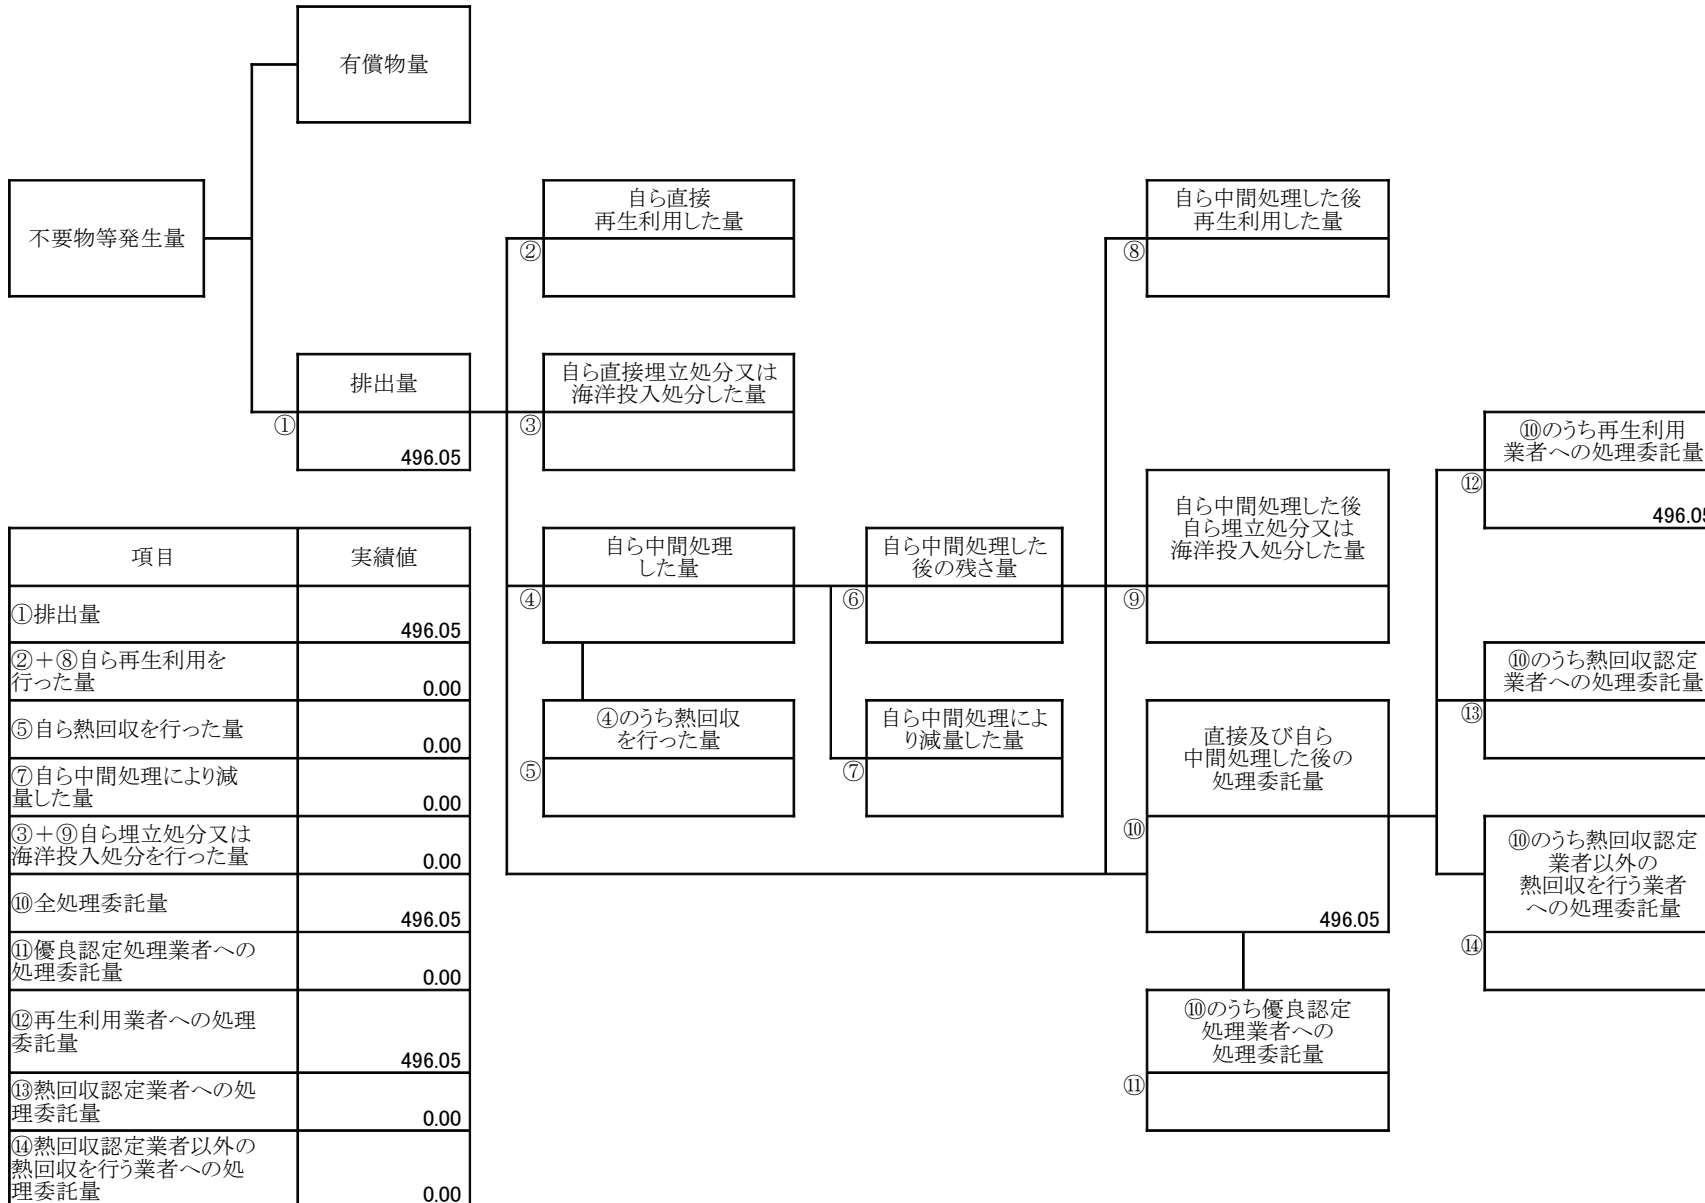 有償物量
不要物等発生量
自ら直接
再生利用した量
②
自ら中間処理した後
再生利用した量
⑧
排出量
①
496.05
自ら直接埋立処分又は
海洋投入処分した量
③
⑩のうち再生利用
業者への処理委託量
⑫
496.05
自ら中間処理した後
自ら埋立処分又は
海洋投入処分した量
⑨
自ら中間処理
した量
④
自ら中間処理した
後の残さ量
⑥
④のうち熱回収
を行った量
⑤
自ら中間処理によ
り減量した量
⑦
直接及び自ら
中間処理した後の
処理委託量
⑩
496.05
⑩のうち熱回収認定
業者への処理委託量
⑬
⑩のうち熱回収認定
業者以外の
熱回収を行う業者
への処理委託量
⑭
⑩のうち優良認定
処理業者への
処理委託量
⑪
項目 実績値
①排出量
496.05
②＋⑧自ら再生利用を
行った量
0.00
⑤自ら熱回収を行った量
0.00
⑦自ら中間処理により減
量した量
0.00
③＋⑨自ら埋立処分又は
海洋投入処分を行った量
0.00
⑩全処理委託量
496.05
⑪優良認定処理業者への
処理委託量
0.00
⑫再生利用業者への処理
委託量
496.05
⑬熱回収認定業者への処
理委託量
0.00
⑭熱回収認定業者以外の
熱回収を行う業者への処
理委託量
0.00